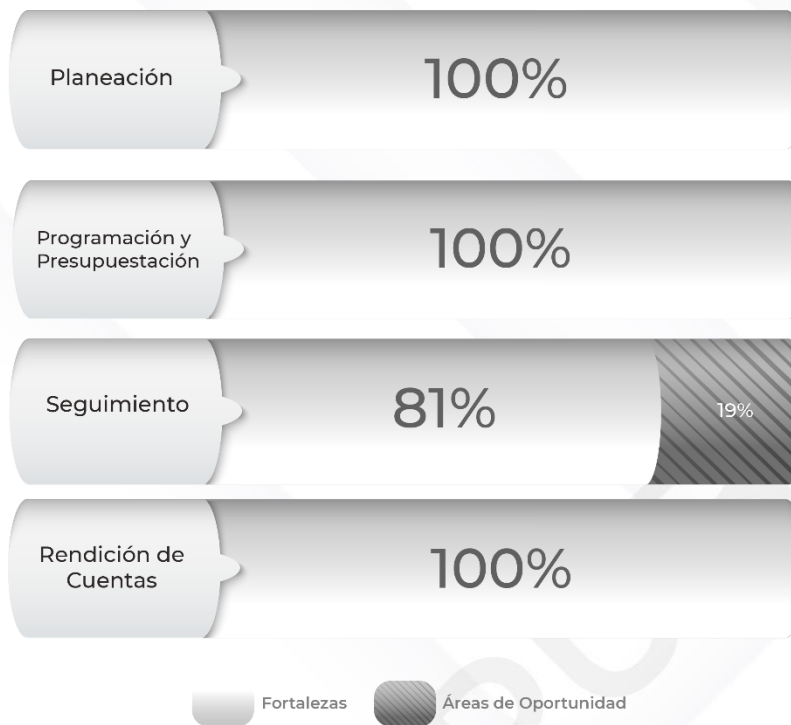 Planeación
100%
Programación y
Presupuestación
100%
Seguimiento
81%
19%
Rendición de
Cuentas
100%
Fortalezas
Áreas de Oportunidad